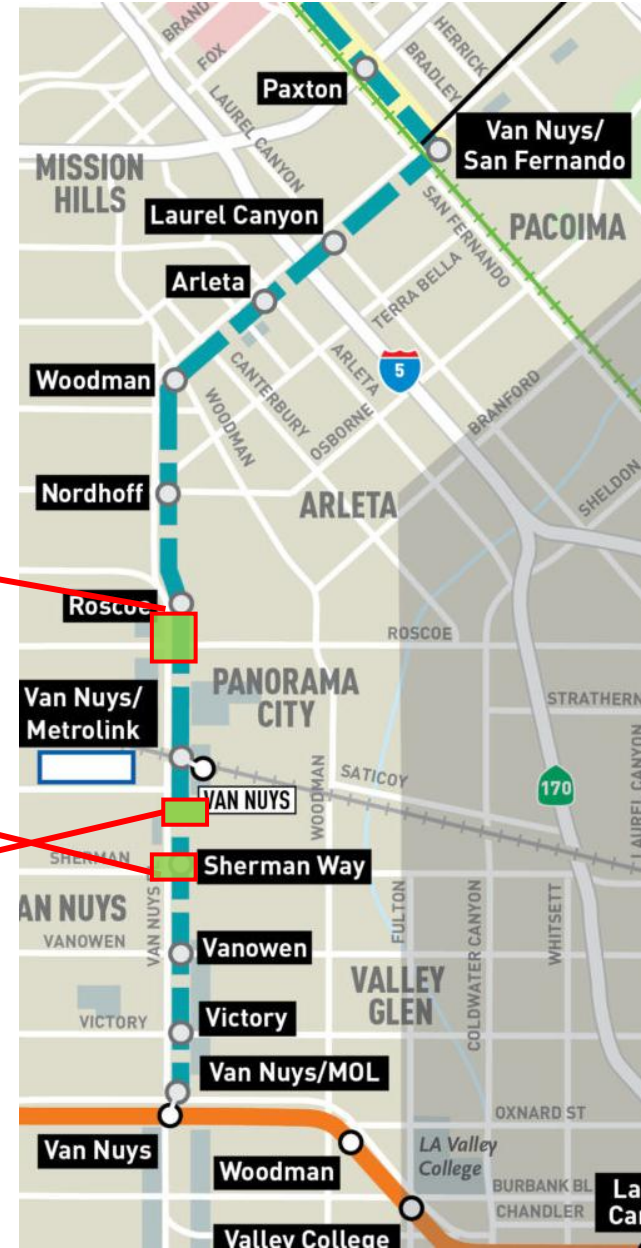 BRAND
FOX
HERRICK
BRADLEY
Paxton
LAUREL CANYON
Van Nuys/
San Fernando
MISSION
HILLS
Laurel Canyon
SAN FERNANDO
PACOIMA
Arleta
TERRA BELLA
5
Woodman
CANTERBURY
ARLETA
WOODMAN
OSBORNE
BRANFORD
Nordhoff
ARLETA
SHELDON
Roscoe
ROSCOE
PANORAMA
CITY
STRATHERN
Van Nuys/
Metrolink
WOODMAN
SATICOY
170
LAUREL CANYON
VAN NUYS
SHERMAN
Sherman Way
VAN NUYS
AN NUYS
FULTON
COLDWATER CANYON
WHITSETT
VANOWEN
Vanowen
VALLEY
GLEN
VICTORY
Victory
Van Nuys/MOL
OXNARD ST
Van Nuys
Woodman
LA Valley
College
BURBANK BL
La
CHANDLER
Ca
Valley College